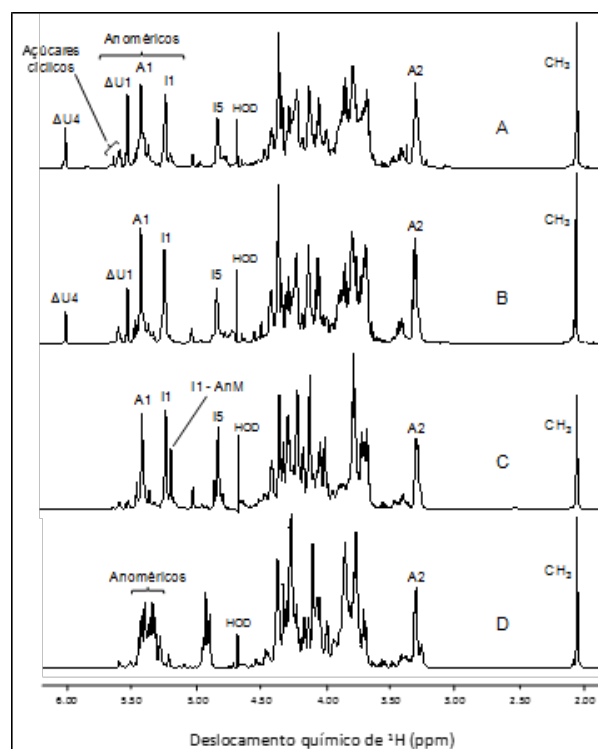 Anoméricos
Açúcares
cíclicos
A1
ΔU1
I1
ΔU4
I5
HOD
A2
CH₃
A
A1
I1
ΔU1
ΔU4
I5
HOD
A2
CH₃
B
I1 - AnM
A1
I1
I5
HOD
A2
CH₃
C
Anoméricos
HOD
A2
CH₃
D
6.00 5.50 5.00 4.50 4.00 3.50 3.00 2.50 2.00
Deslocamento químico de ¹H (ppm)